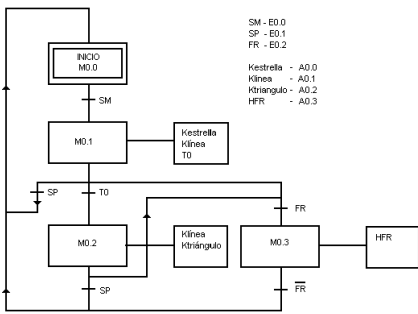 SM - E0.0
SP - E0.1
FR - E0.2
Kestrella - A0.0
Klinea - A0.1
Ktriangulo - A0.2
HFR - A0.3
INICIO
M0.0
SM
M0.1
Kestrella
Klínea
T0
SP
T0
FR
M0.2
Klínea
Ktriángulo
M0.3
HFR
SP
FR